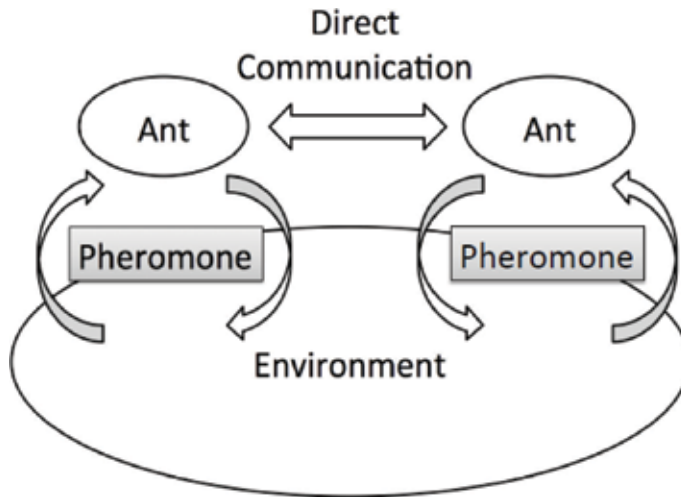 Direct
Communication
Ant
Ant
Pheromone
Pheromone
Environment